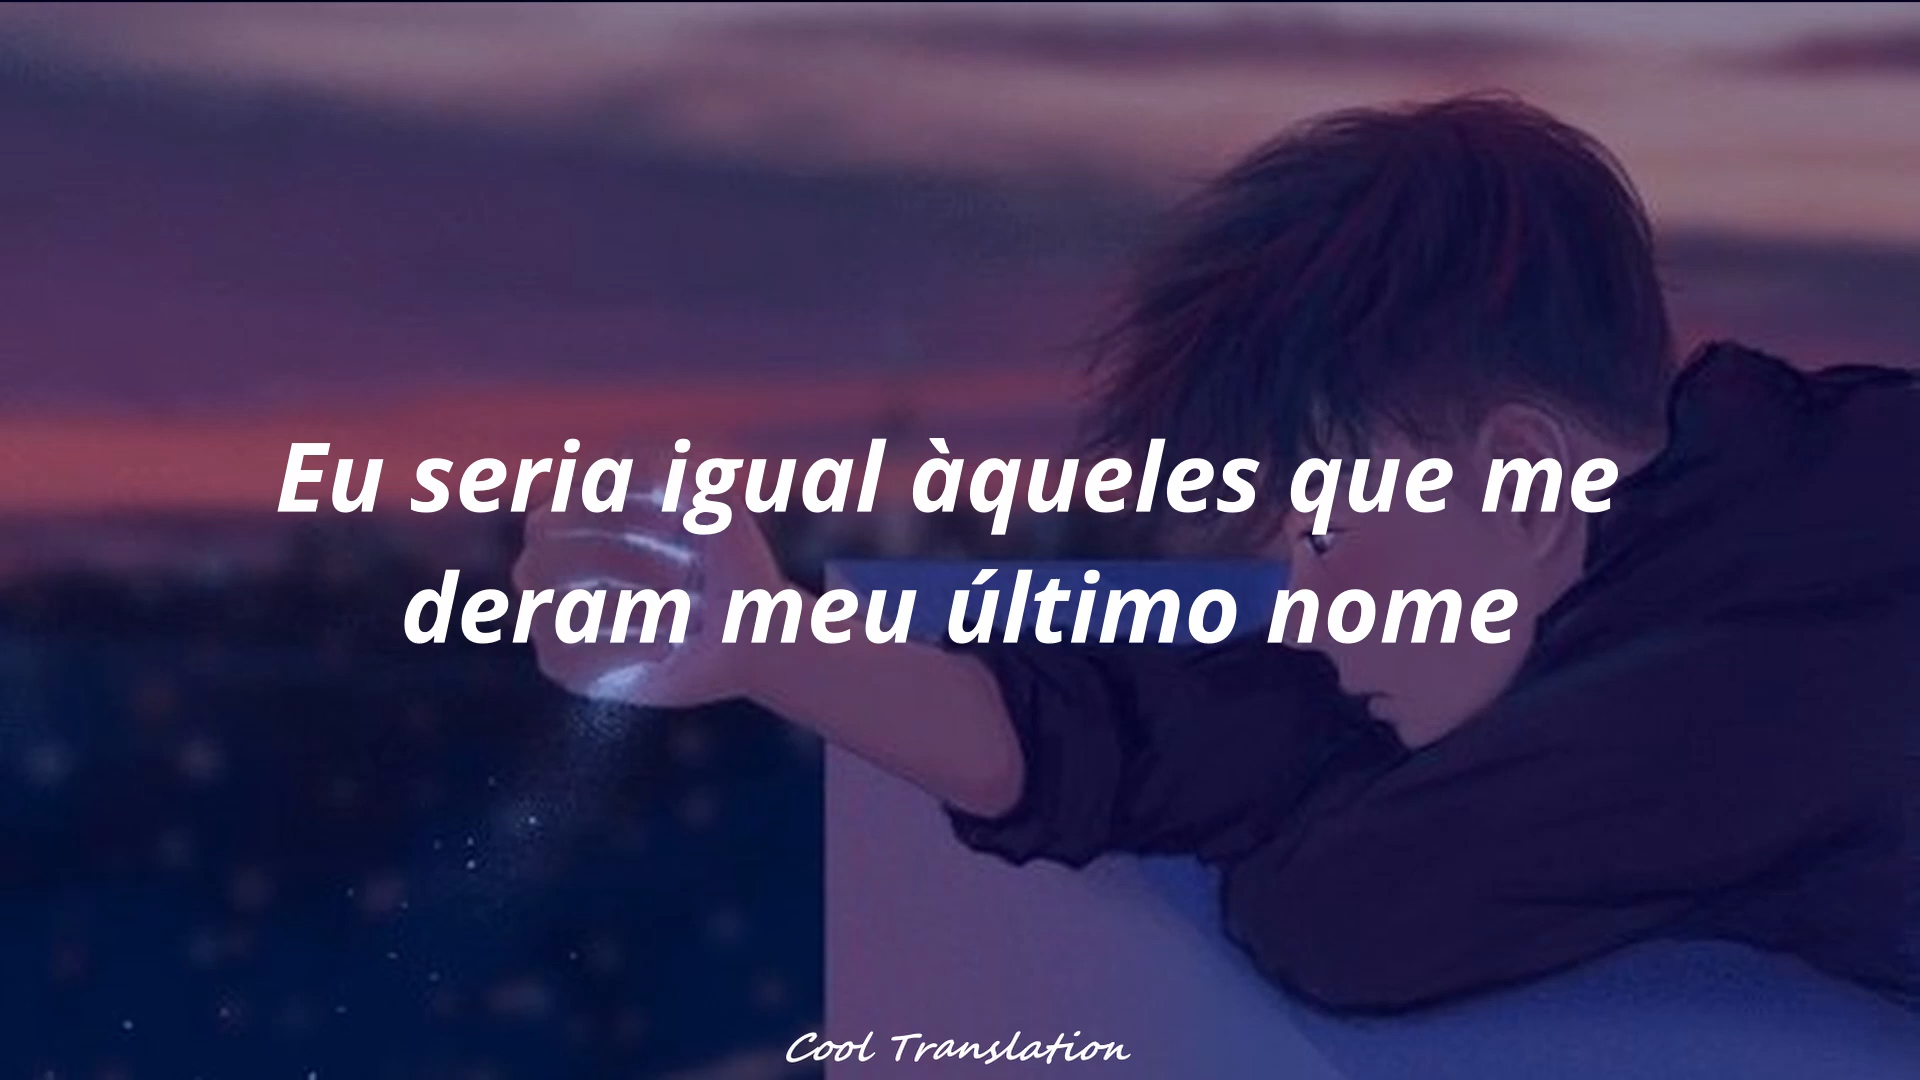 Eu seria igual àqueles que me
deram meu último nome
Cool Translation